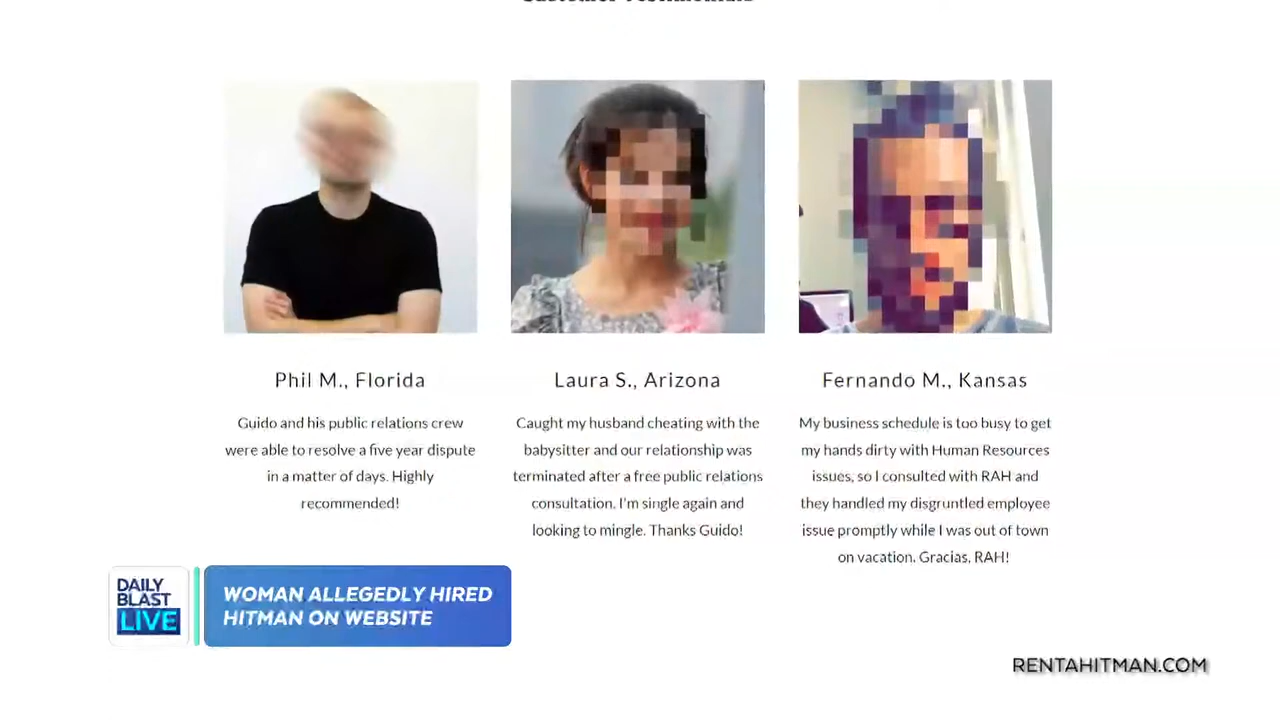 Customer Testimonials
Phil M., Florida
Guido and his public relations crew
were able to resolve a five year dispute
in a matter of days. Highly
recommended!
Laura S., Arizona
Caught my husband cheating with the
babysitter and our relationship was
terminated after a free public relations
consultation. I'm single again and
looking to mingle. Thanks Guido!
Fernando M., Kansas
My business schedule is too busy to get
my hands dirty with Human Resources
issues, so I consulted with RAH and
they handled my disgruntled employee
issue promptly while I was out of town
on vacation. Gracias, RAH!
DAILY
BLAST
LIVE
WOMAN ALLEGEDLY HIRED
HITMAN ON WEBSITE
RENTAHITMAN.COM